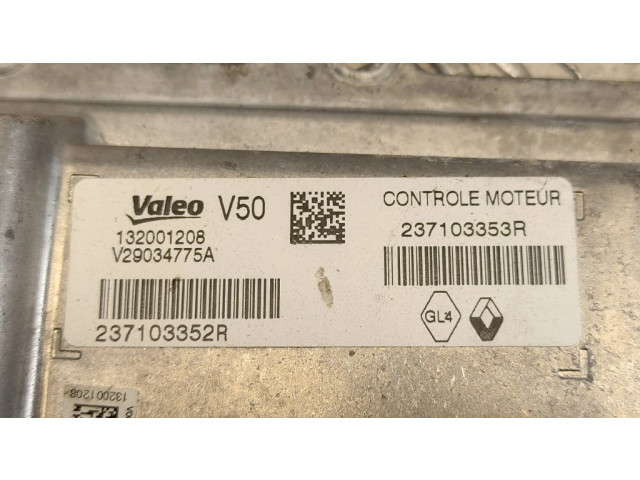 Valeo V50
132001208
V29034775A
237103352R
CONTROLE MOTEUR
237103353R
GL4
132001208